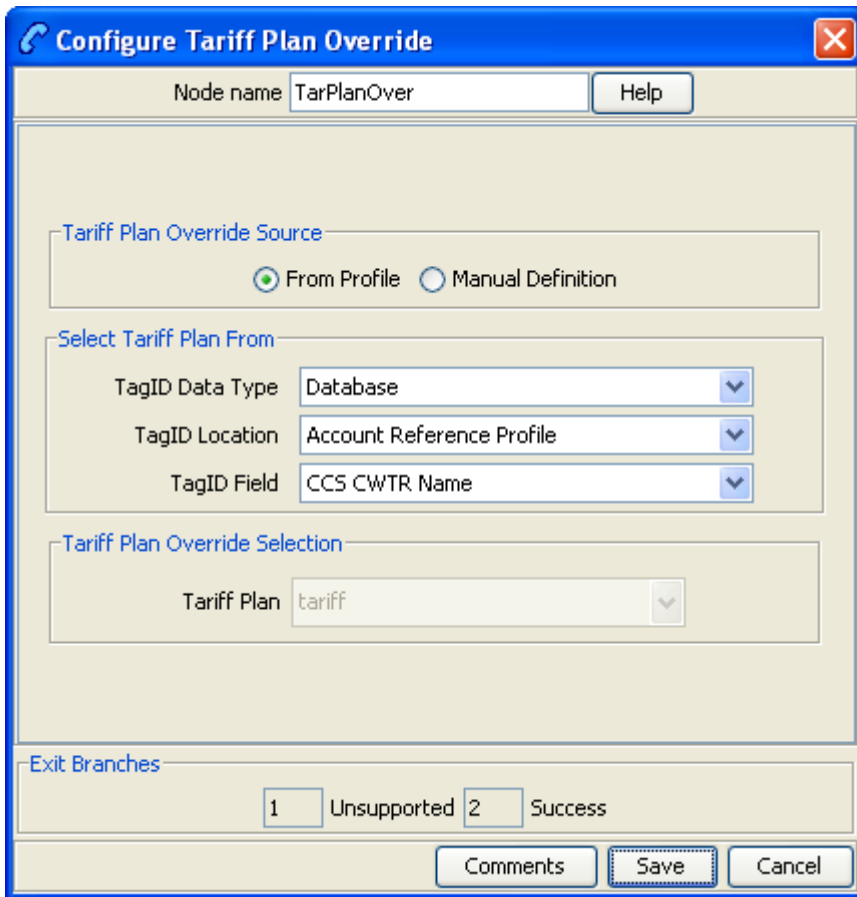 Configure Tariff Plan Override
Node name TarPlanOver Help
Tariff Plan Override Source
From Profile Manual Definition
Select Tariff Plan From
TagID Data Type Database
TagID Location Account Reference Profile
TagID Field CCS CWTR Name
Tariff Plan Override Selection
Tariff Plan tariff
Exit Branches
1 Unsupported 2 Success
Comments Save Cancel